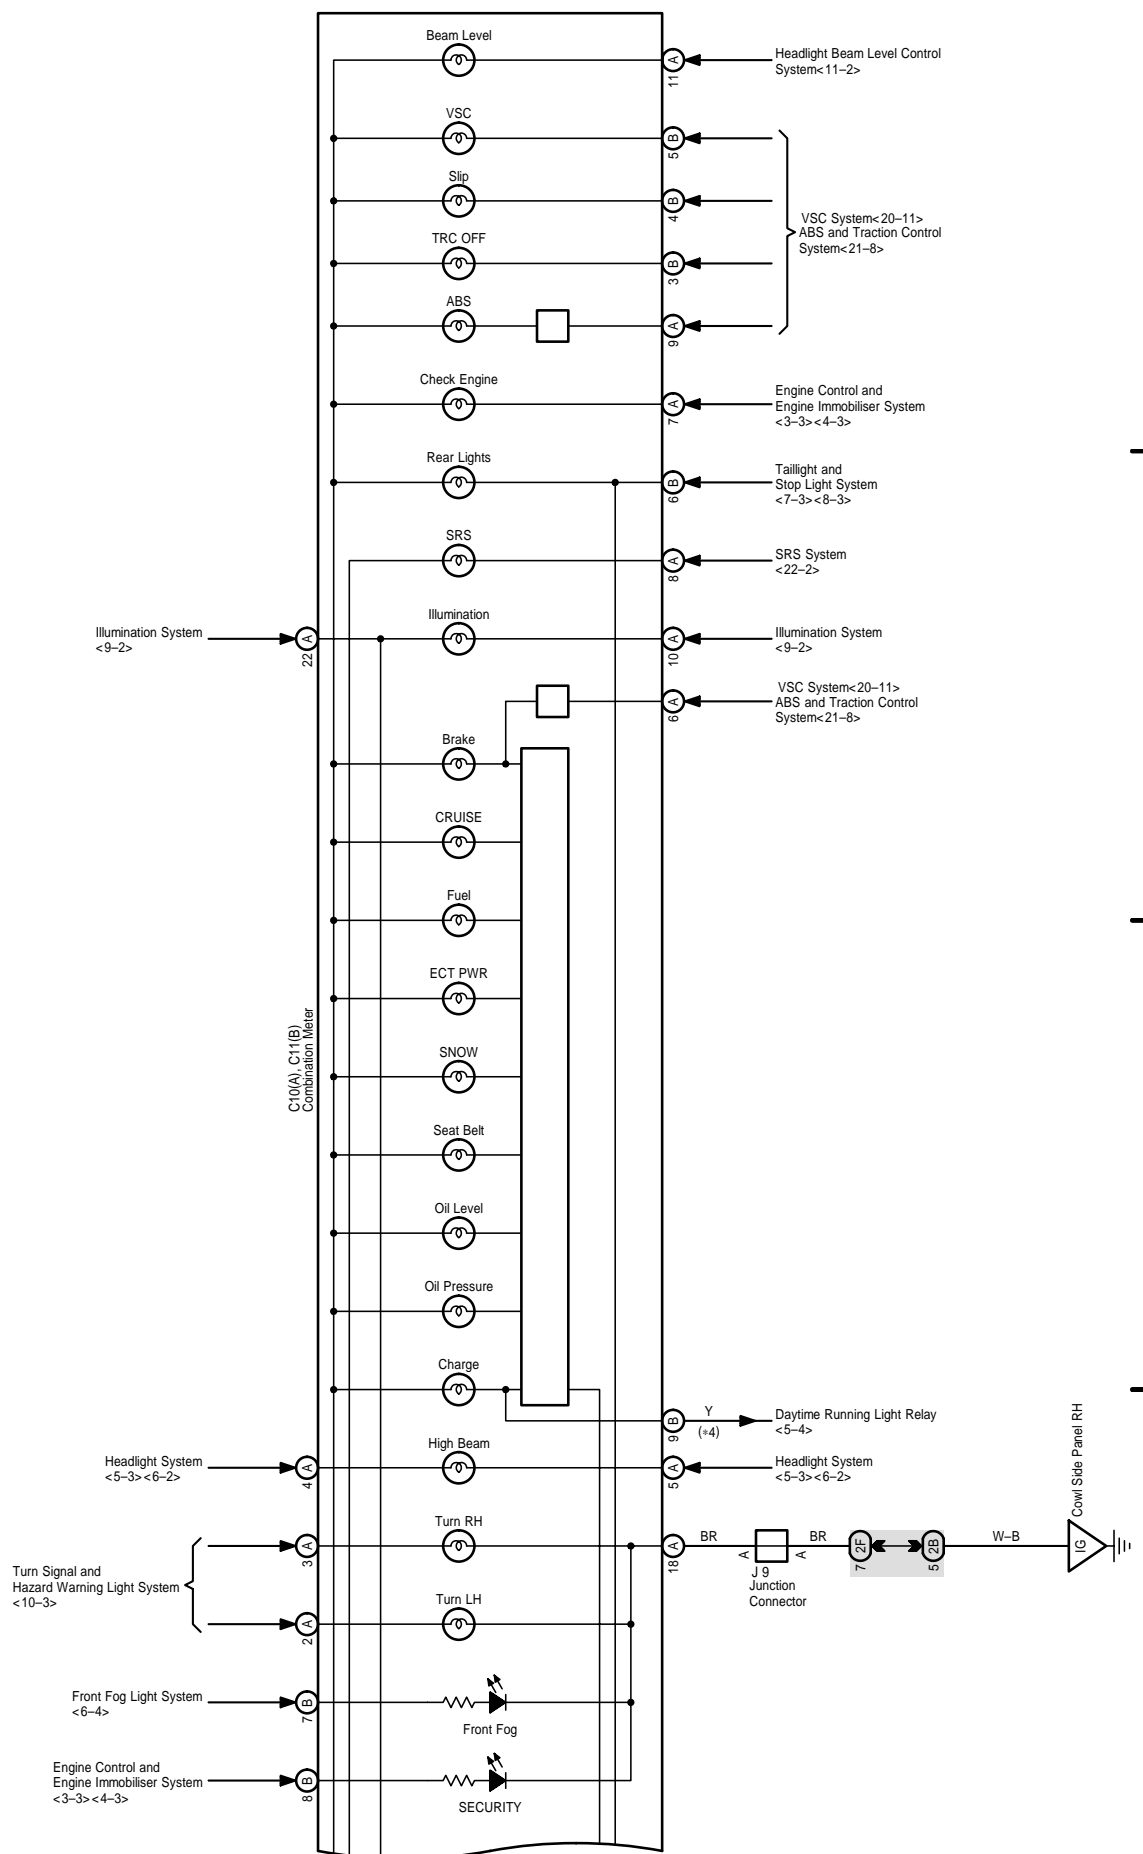 Beam Level
A
11
Headlight Beam Level Control
System<11–2>
VSC
B
5
Slip
B
4
VSC System<20–11>
ABS and Traction Control
System<21–8>
TRC OFF
B
3
ABS
A
9
Check Engine
A
7
Engine Control and
Engine Immobiliser System
<3–3><4–3>
Rear Lights
B
6
Taillight and
Stop Light System
<7–3><8–3>
SRS
A
8
SRS System
<22–2>
Illumination System
<9–2>
A
22
Illumination
A
10
Illumination System
<9–2>
A
6
VSC System<20–11>
ABS and Traction Control
System<21–8>
Brake
CRUISE
Fuel
ECT PWR
C10(A), C11(B)
Combination Meter
SNOW
Seat Belt
Oil Level
Oil Pressure
Charge
B
9
Y
(*4)
Daytime Running Light Relay
<5–4>
Headlight System
<5–3><6–2>
A
4
High Beam
A
5
Headlight System
<5–3><6–2>
Cowl Side Panel RH
Turn Signal and
Hazard Warning Light System
<10–3>
A
3
Turn RH
A
18
BR
A
J 9
Junction
Connector
A
BR
2F
7
2B
5
W–B
IG
A
2
Turn LH
Front Fog Light System
<6–4>
B
7
Front Fog
Engine Control and
Engine Immobiliser System
<3–3><4–3>
B
8
SECURITY